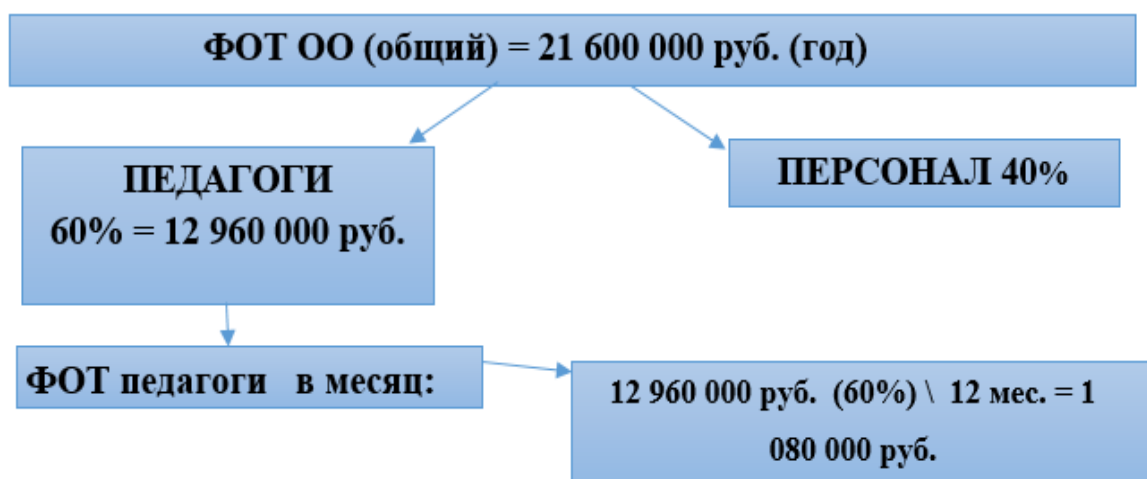 ФОТ ОО (общий) = 21 600 000 руб. (год)
ПЕДАГОГИ
60% = 12 960 000 руб.
ПЕРСОНАЛ 40%
ФОТ педагоги в месяц:
12 960 000 руб. (60%) \ 12 мес. = 1
080 000 руб.